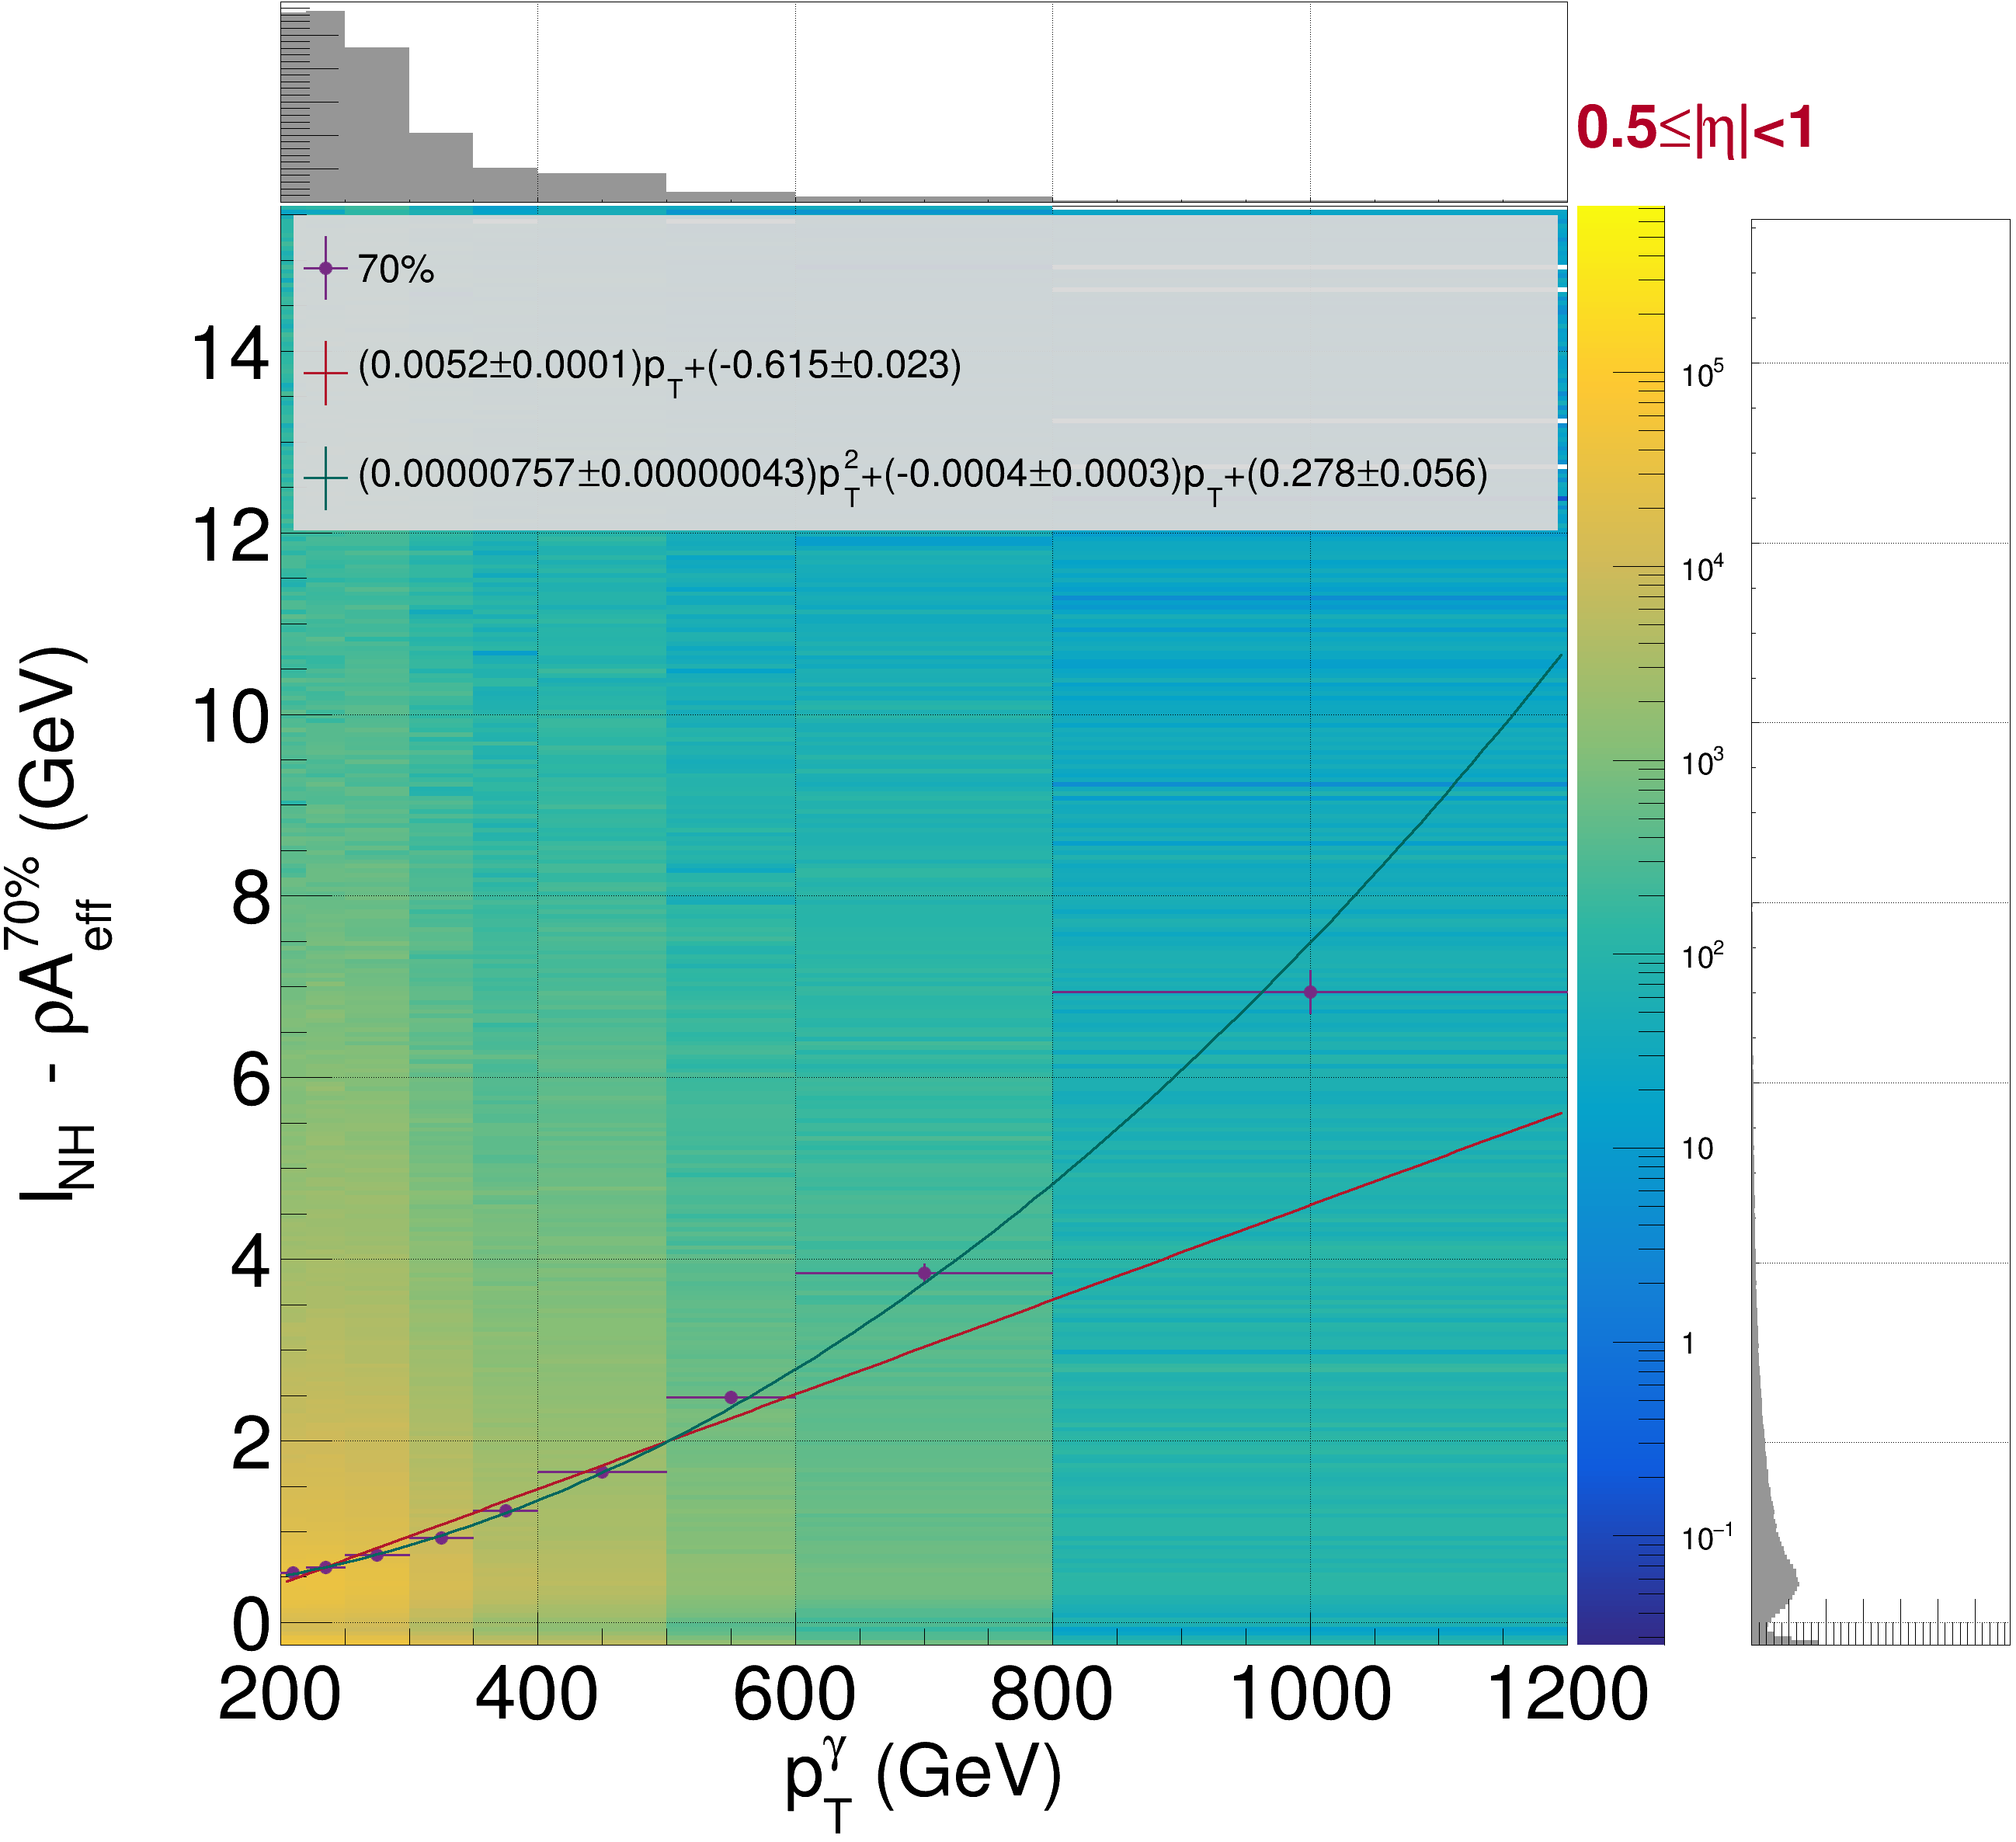 0.5≤|η|<1
70%
(0.0052±0.0001)p_T+(-0.615±0.023)
(0.00000757±0.00000043)p_T^2+(-0.0004±0.0003)p_T+(0.278±0.056)
14
12
10
8
6
4
2
0
I_NH - ρA_eff^70% (GeV)
200 400 600 800 1000 1200
p_T^γ (GeV)
10^5
10^4
10^3
10^2
10
1
10^−1